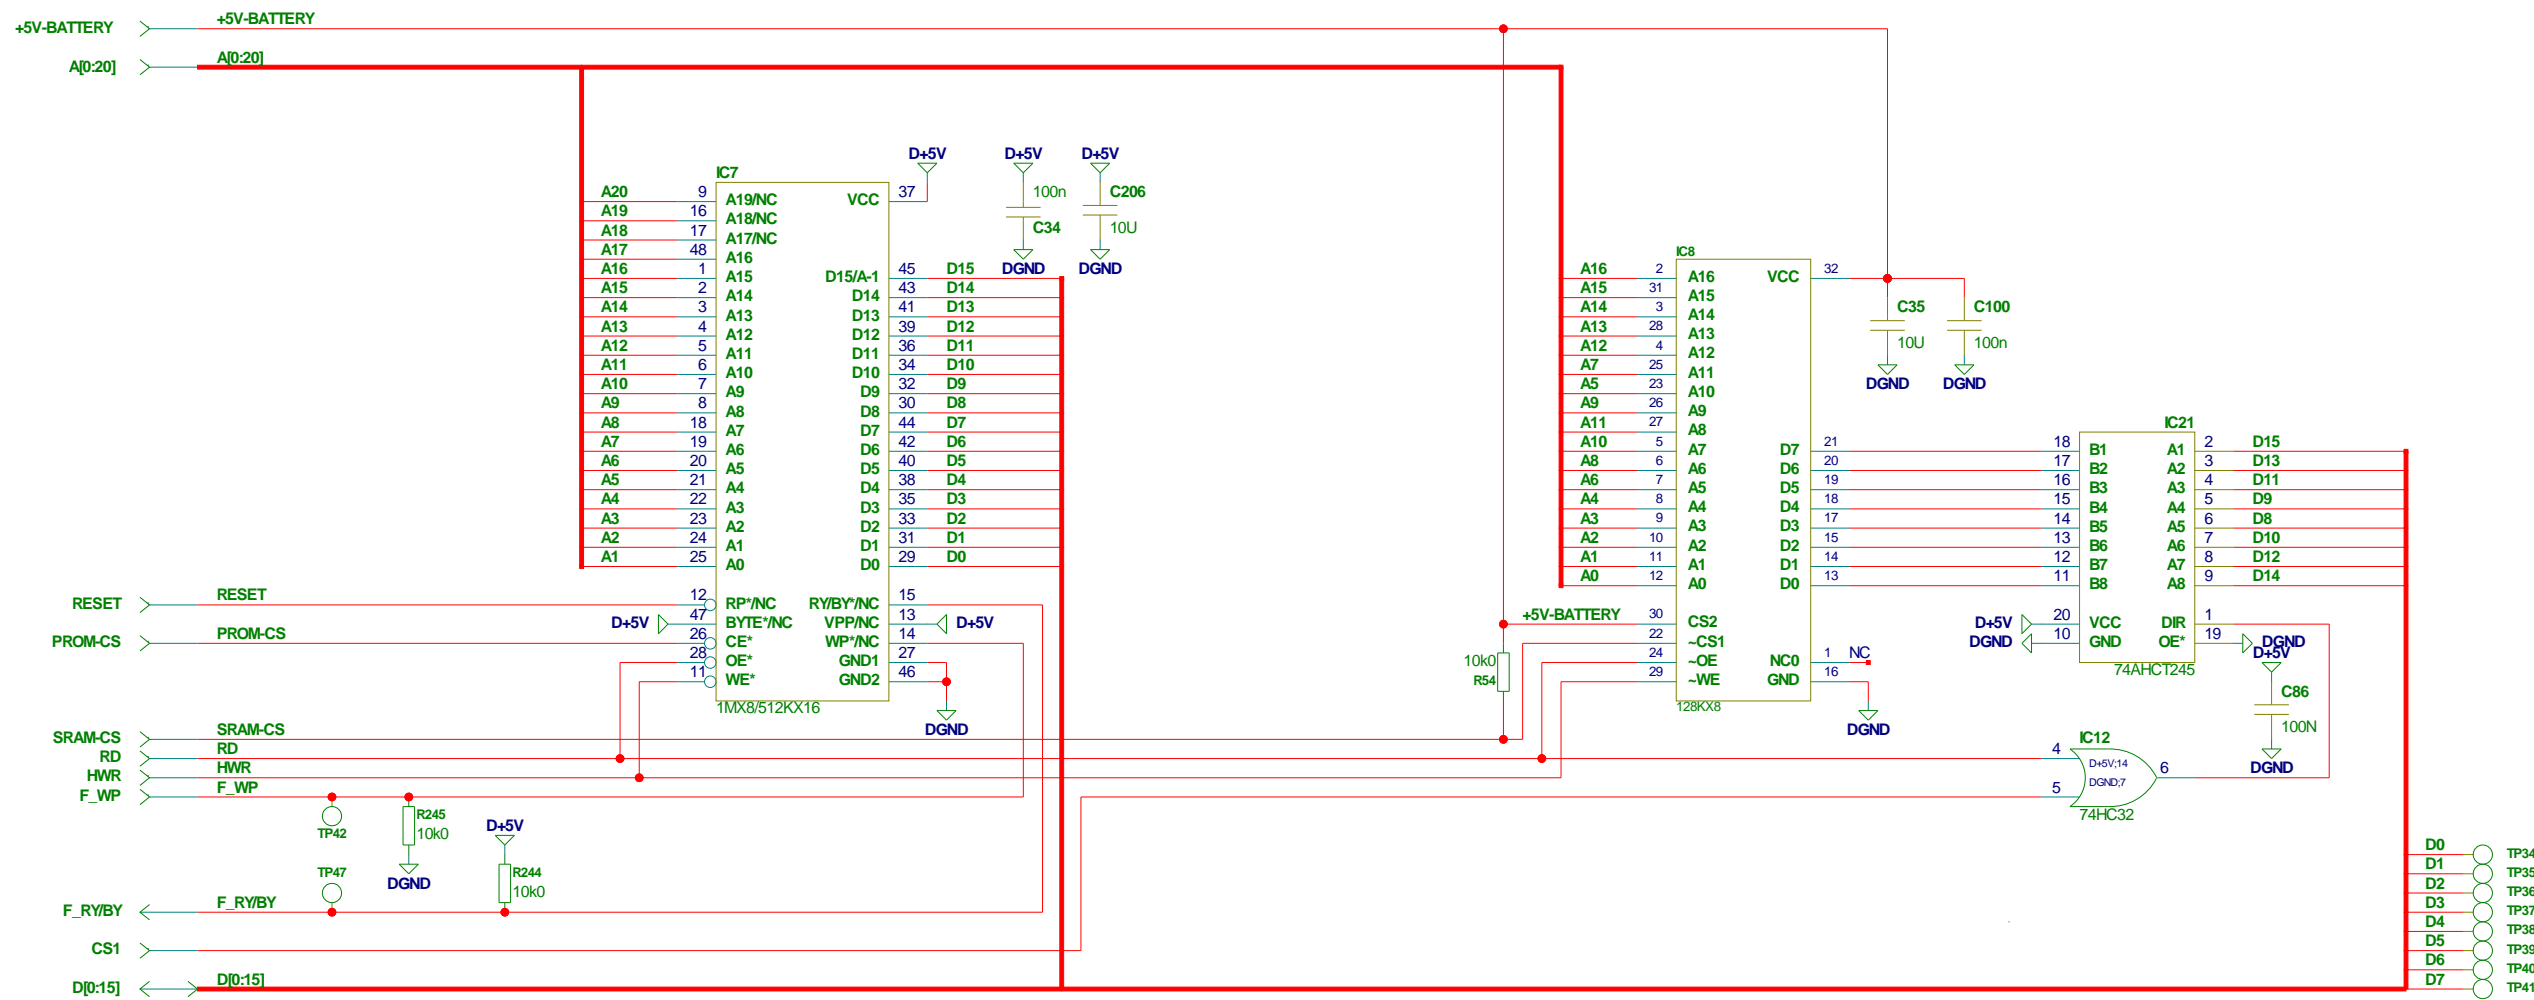 +5V-BATTERY +5V-BATTERY
A[0:20] A[0:20]
IC7
D+5V D+5V D+5V
100n C206
C34 10U
DGND DGND
A20 9 A19/NC VCC 37
A19 16 A18/NC
A18 17 A17/NC
A17 48 A16
A16 1 A15 D15/A-1 45 D15
A15 2 A14 D14 43 D14
A14 3 A13 D13 41 D13
A13 4 A12 D12 39 D12
A12 5 A11 D11 36 D11
A11 6 A10 D10 34 D10
A10 7 A9 D9 32 D9
A9 8 A8 D8 30 D8
A8 18 A7 D7 44 D7
A7 19 A6 D6 42 D6
A6 20 A5 D5 40 D5
A5 21 A4 D4 38 D4
A4 22 A3 D3 35 D3
A3 23 A2 D2 33 D2
A2 24 A1 D1 31 D1
A1 25 A0 D0 29 D0
RESET RESET 12 RP*/NC RY/BY*/NC 15
D+5V 47 BYTE*/NC VPP/NC 13 D+5V
PROM-CS PROM-CS 26 CE* WP*/NC 14
28 OE* GND1 27
11 WE* GND2 46
1MX8/512KX16
DGND
IC8
A16 2 A16 VCC 32
A15 31 A15
A14 3 A14
A13 28 A13
A12 4 A12
A7 25 A11
A5 23 A10
A9 26 A9
A11 27 A8
A10 5 A7 D7 21
A8 6 A6 D6 20
A6 7 A5 D5 19
A4 8 A4 D4 18
A3 9 A3 D3 17
A2 10 A2 D2 15
A1 11 A1 D1 14
A0 12 A0 D0 13
+5V-BATTERY 30 CS2
22 ~CS1
24 ~OE NC0 1 NC
29 ~WE GND 16
128KX8
DGND
10k0
R54
C35 C100
10U 100n
DGND DGND
IC21
18 B1 A1 2 D15
17 B2 A2 3 D13
16 B3 A3 4 D11
15 B4 A4 5 D9
14 B5 A5 6 D8
13 B6 A6 7 D10
12 B7 A7 8 D12
11 B8 A8 9 D14
D+5V 20 VCC DIR 1
DGND 10 GND OE* 19 DGND
74AHCT245
D+5V
C86
100N
DGND
SRAM-CS SRAM-CS
RD RD
HWR HWR
F_WP F_WP
IC12
4 D+5V;14 6
5 DGND;7
74HC32
TP42
R245
10k0
DGND
D+5V
TP47
R244
10k0
F_RY/BY F_RY/BY
CS1
D[0:15] D[0:15]
D0 TP34
D1 TP35
D2 TP36
D3 TP37
D4 TP38
D5 TP39
D6 TP40
D7 TP41